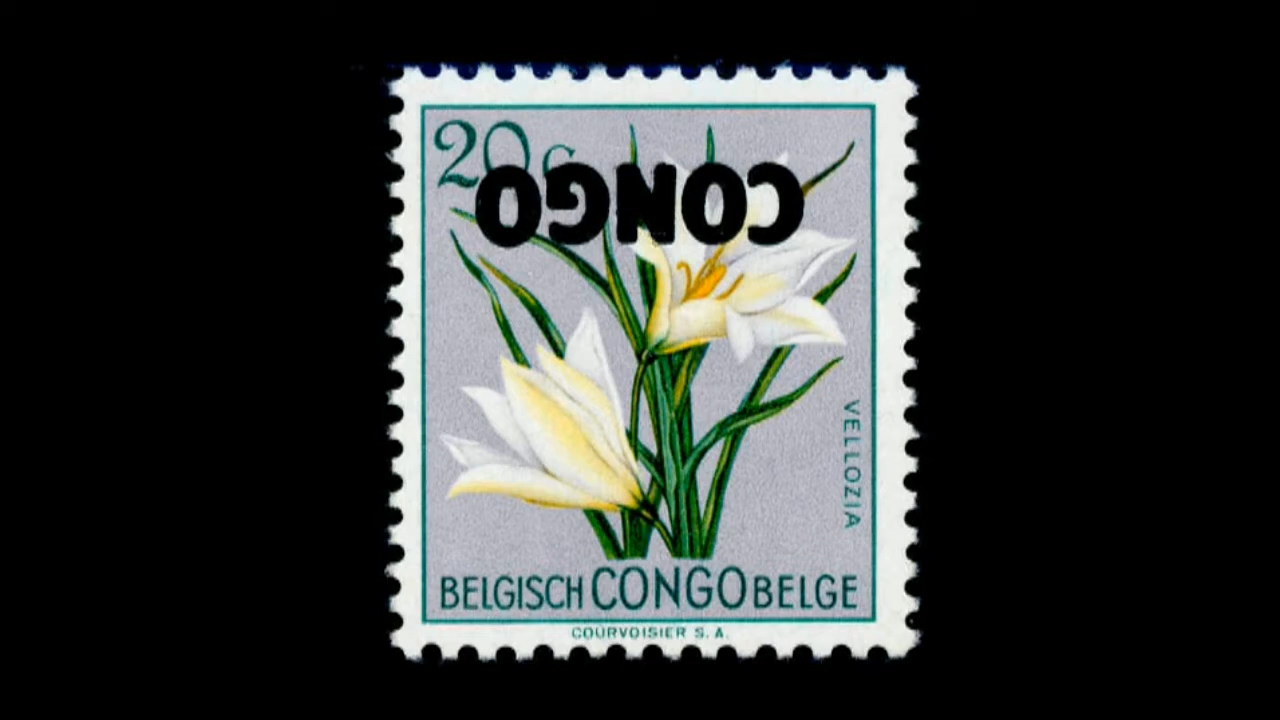 20c
CONGO
VELLOZIA
BELGISCH CONGO BELGE
COURVOISIER S. A.